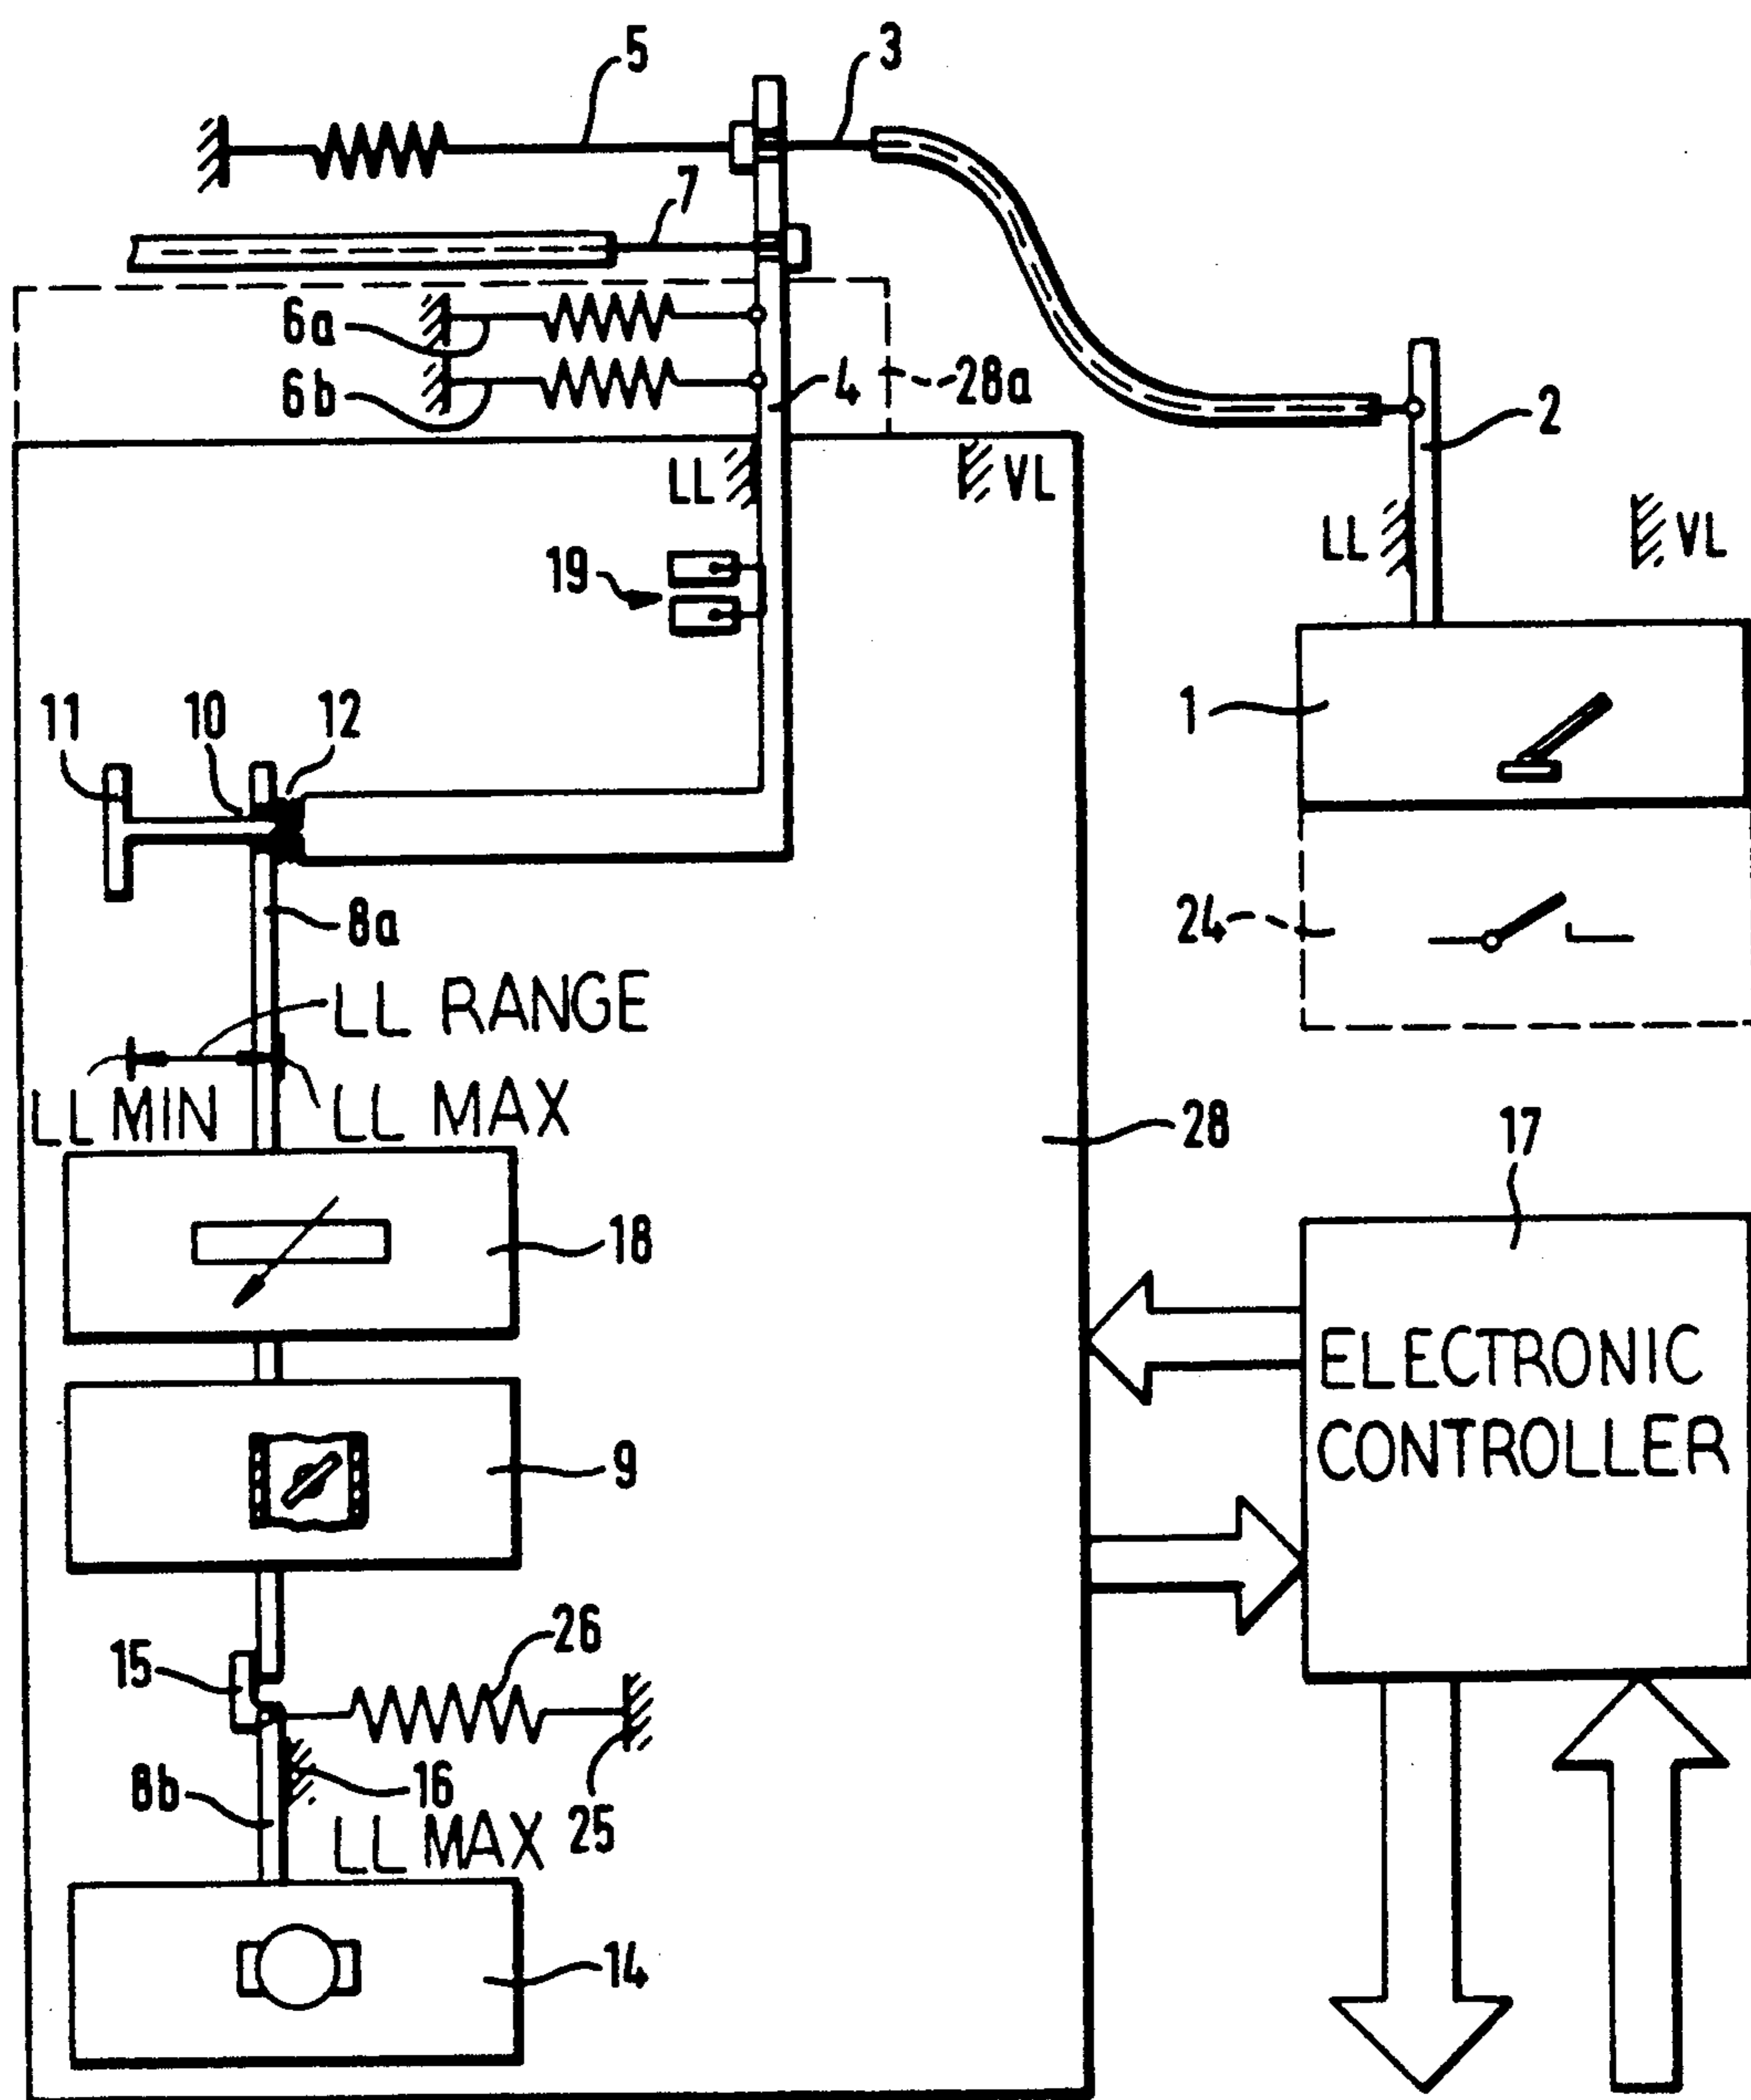 5
3
7
6a
6b
4
28a
2
LL
VL
LL
VL
19
1
11
10
12
8a
24
LL RANGE
LL MIN
LL MAX
28
17
18
ELECTRONIC
CONTROLLER
9
15
26
8b
16
25
LL MAX
14